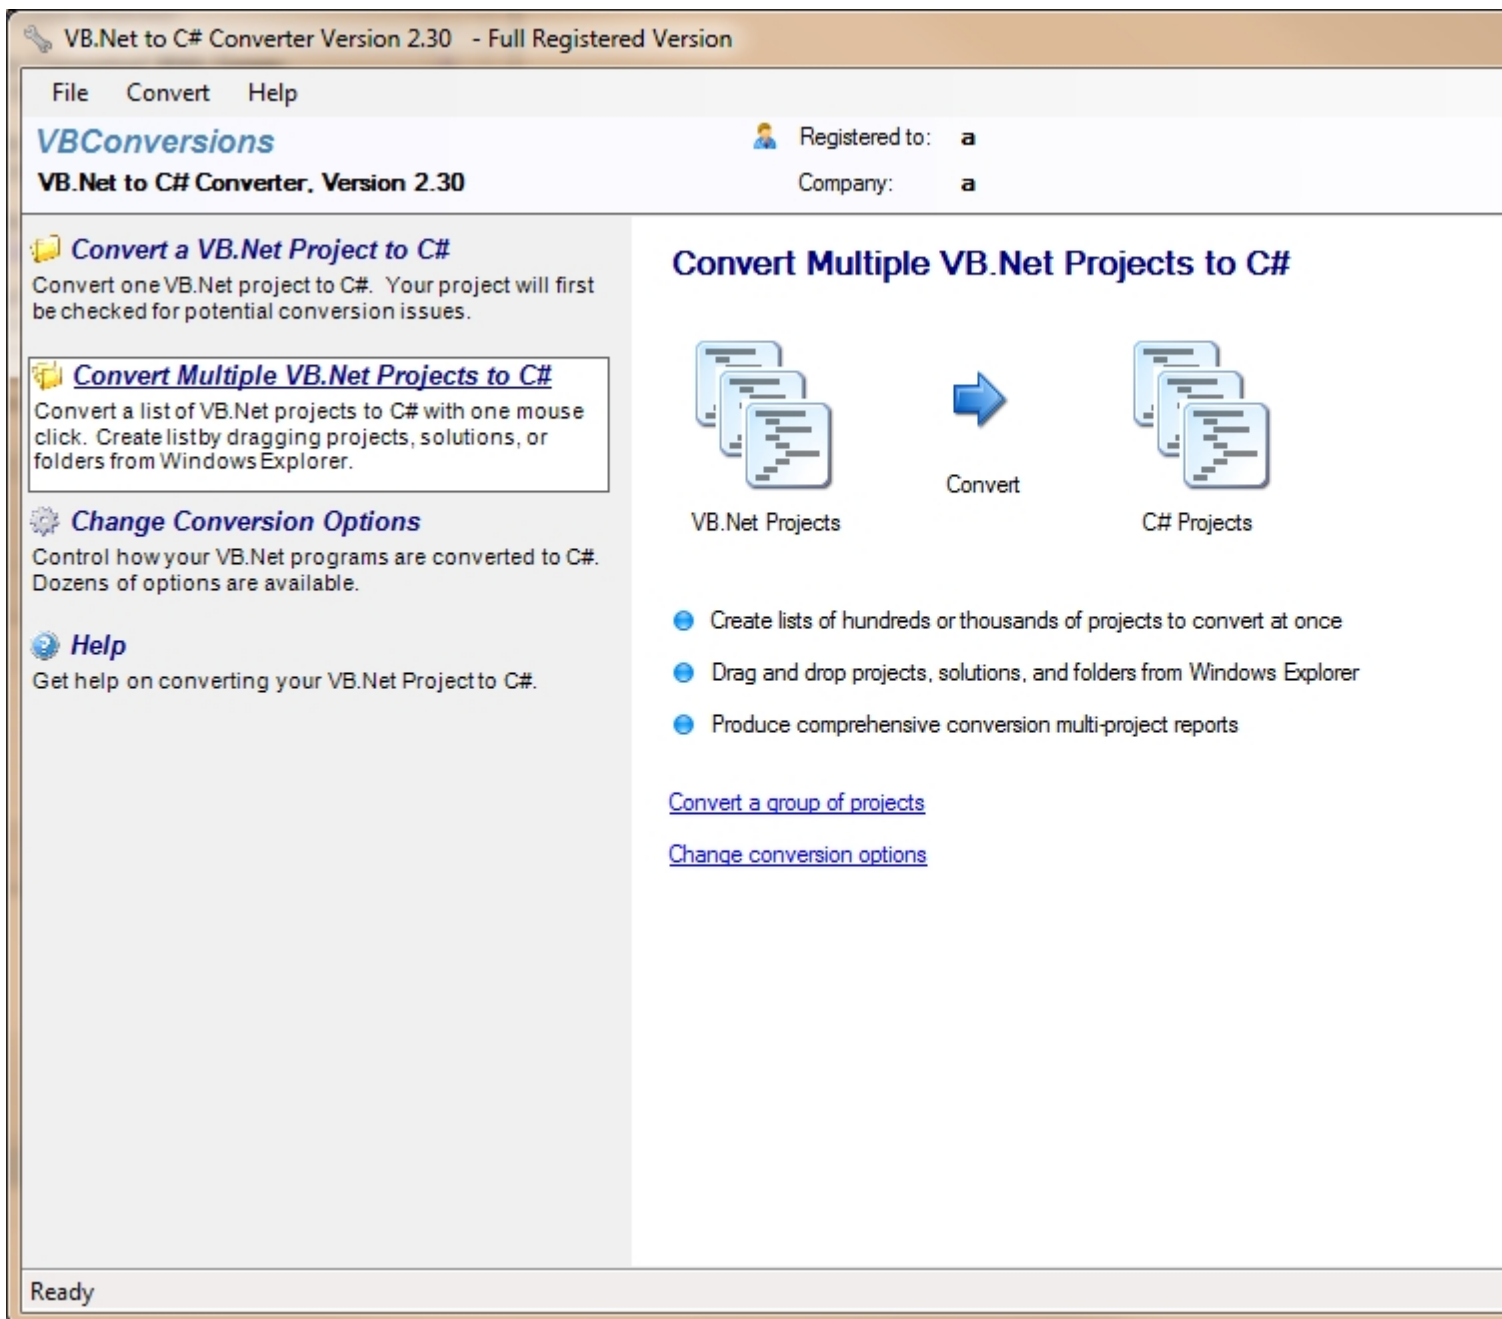 VB.Net to C# Converter Version 2.30 - Full Registered Version
File Convert Help
VBConversions
Registered to: a
VB.Net to C# Converter, Version 2.30
Company: a
Convert a VB.Net Project to C#
Convert one VB.Net project to C#. Your project will first
be checked for potential conversion issues.
Convert Multiple VB.Net Projects to C#
Convert a list of VB.Net projects to C# with one mouse
click. Create list by dragging projects, solutions, or
folders from Windows Explorer.
Change Conversion Options
Control how your VB.Net programs are converted to C#.
Dozens of options are available.
Help
Get help on converting your VB.Net Project to C#.
Convert Multiple VB.Net Projects to C#
Convert
VB.Net Projects
C# Projects
Create lists of hundreds or thousands of projects to convert at once
Drag and drop projects, solutions, and folders from Windows Explorer
Produce comprehensive conversion multi-project reports
Convert a group of projects
Change conversion options
Ready